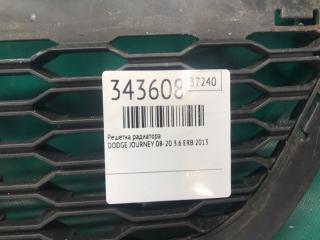 343608
37240
Решетка радиатора
DODGE JOURNEY 08-20 3.6 ERB 2013